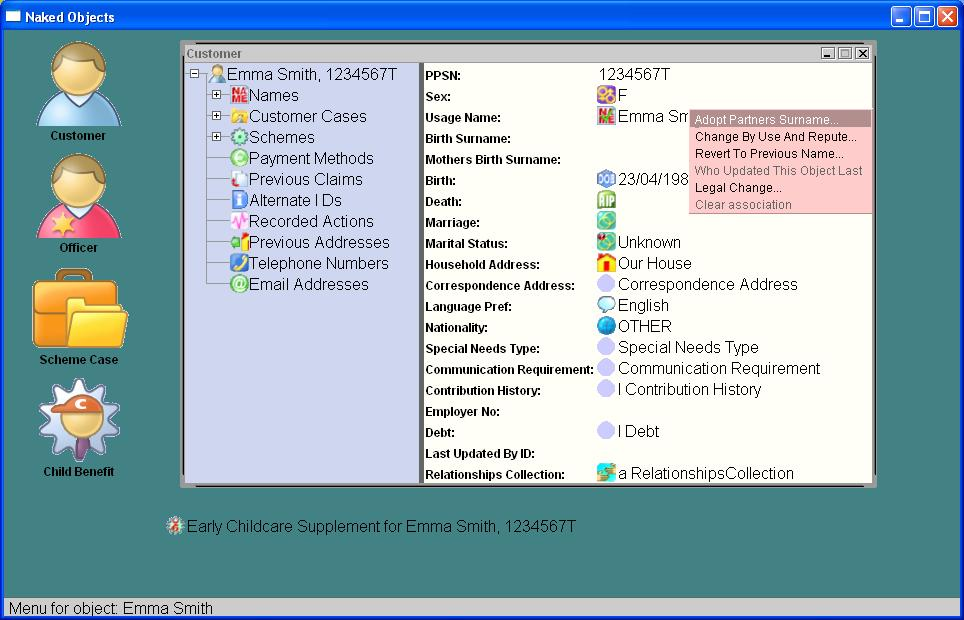 Naked Objects
Customer
Officer
Scheme Case
Child Benefit
Customer
Emma Smith, 1234567T
Names
Customer Cases
Schemes
Payment Methods
Previous Claims
Alternate I Ds
Recorded Actions
Previous Addresses
Telephone Numbers
Email Addresses
PPSN: 1234567T
Sex: F
Usage Name: Emma Sm
Birth Surname:
Mothers Birth Surname:
Birth: 23/04/198
Death:
Marriage:
Marital Status: Unknown
Household Address: Our House
Correspondence Address: Correspondence Address
Language Pref: English
Nationality: OTHER
Special Needs Type: Special Needs Type
Communication Requirement: Communication Requirement
Contribution History: I Contribution History
Employer No:
Debt: I Debt
Last Updated By ID:
Relationships Collection: a RelationshipsCollection
Adopt Partners Surname...
Change By Use And Repute...
Revert To Previous Name...
Who Updated This Object Last
Legal Change...
Clear association
Early Childcare Supplement for Emma Smith, 1234567T
Menu for object: Emma Smith